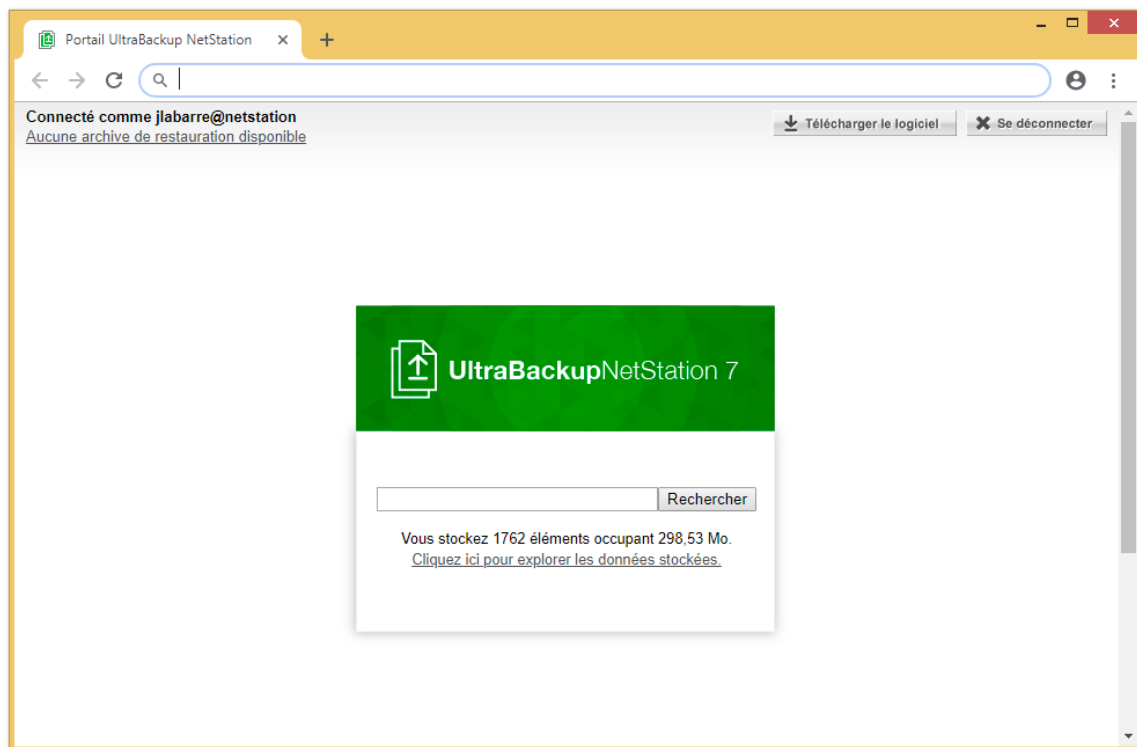 Portail UltraBackup NetStation
Connecté comme jlabarre@netstation
Aucune archive de restauration disponible
Télécharger le logiciel
Se déconnecter
UltraBackupNetStation 7
Rechercher
Vous stockez 1762 éléments occupant 298,53 Mo.
Cliquez ici pour explorer les données stockées.